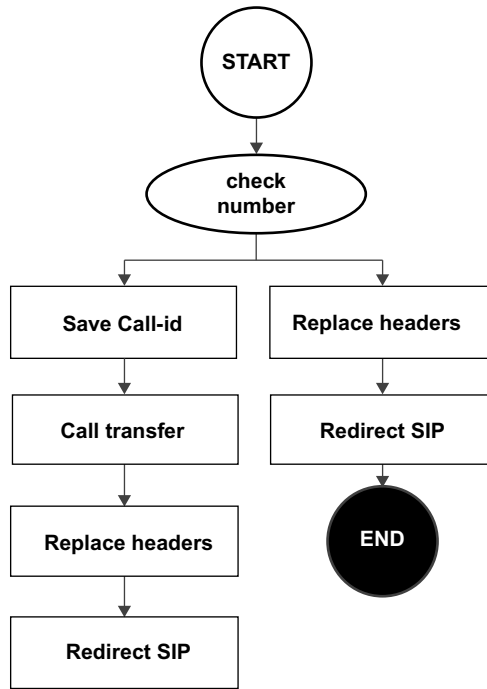 START
check
number
Save Call-id
Replace headers
Call transfer
Redirect SIP
Replace headers
END
Redirect SIP